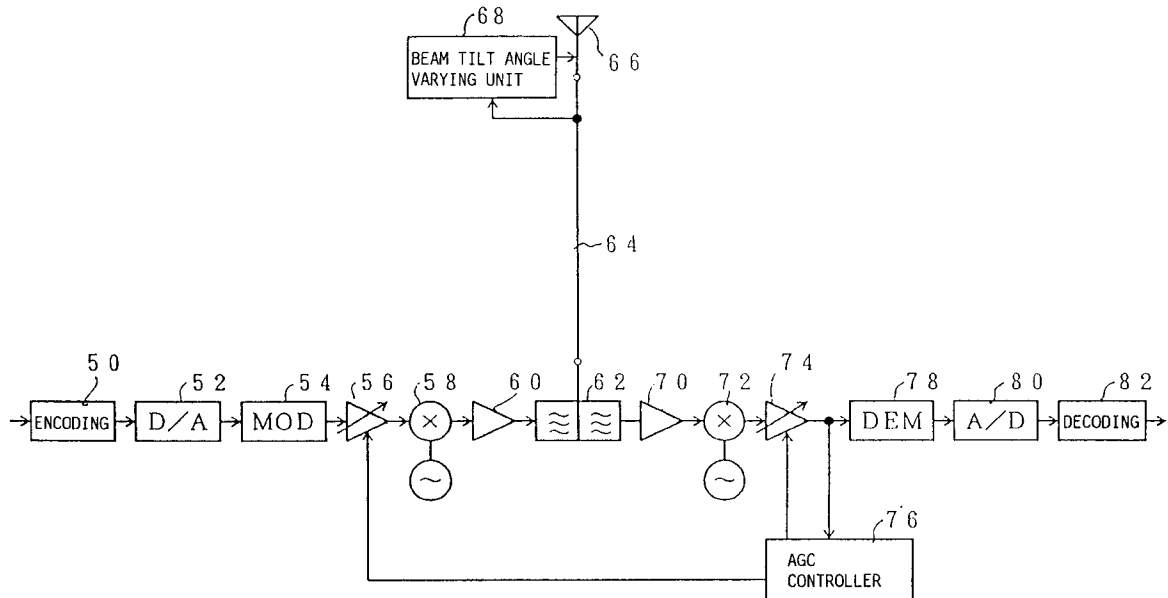 68
BEAM TILT ANGLE
VARYING UNIT
66
64
50
52
54
56
58
60
62
70
72
74
78
80
82
ENCODING
D/A
MOD
DEM
A/D
DECODING
76
AGC
CONTROLLER